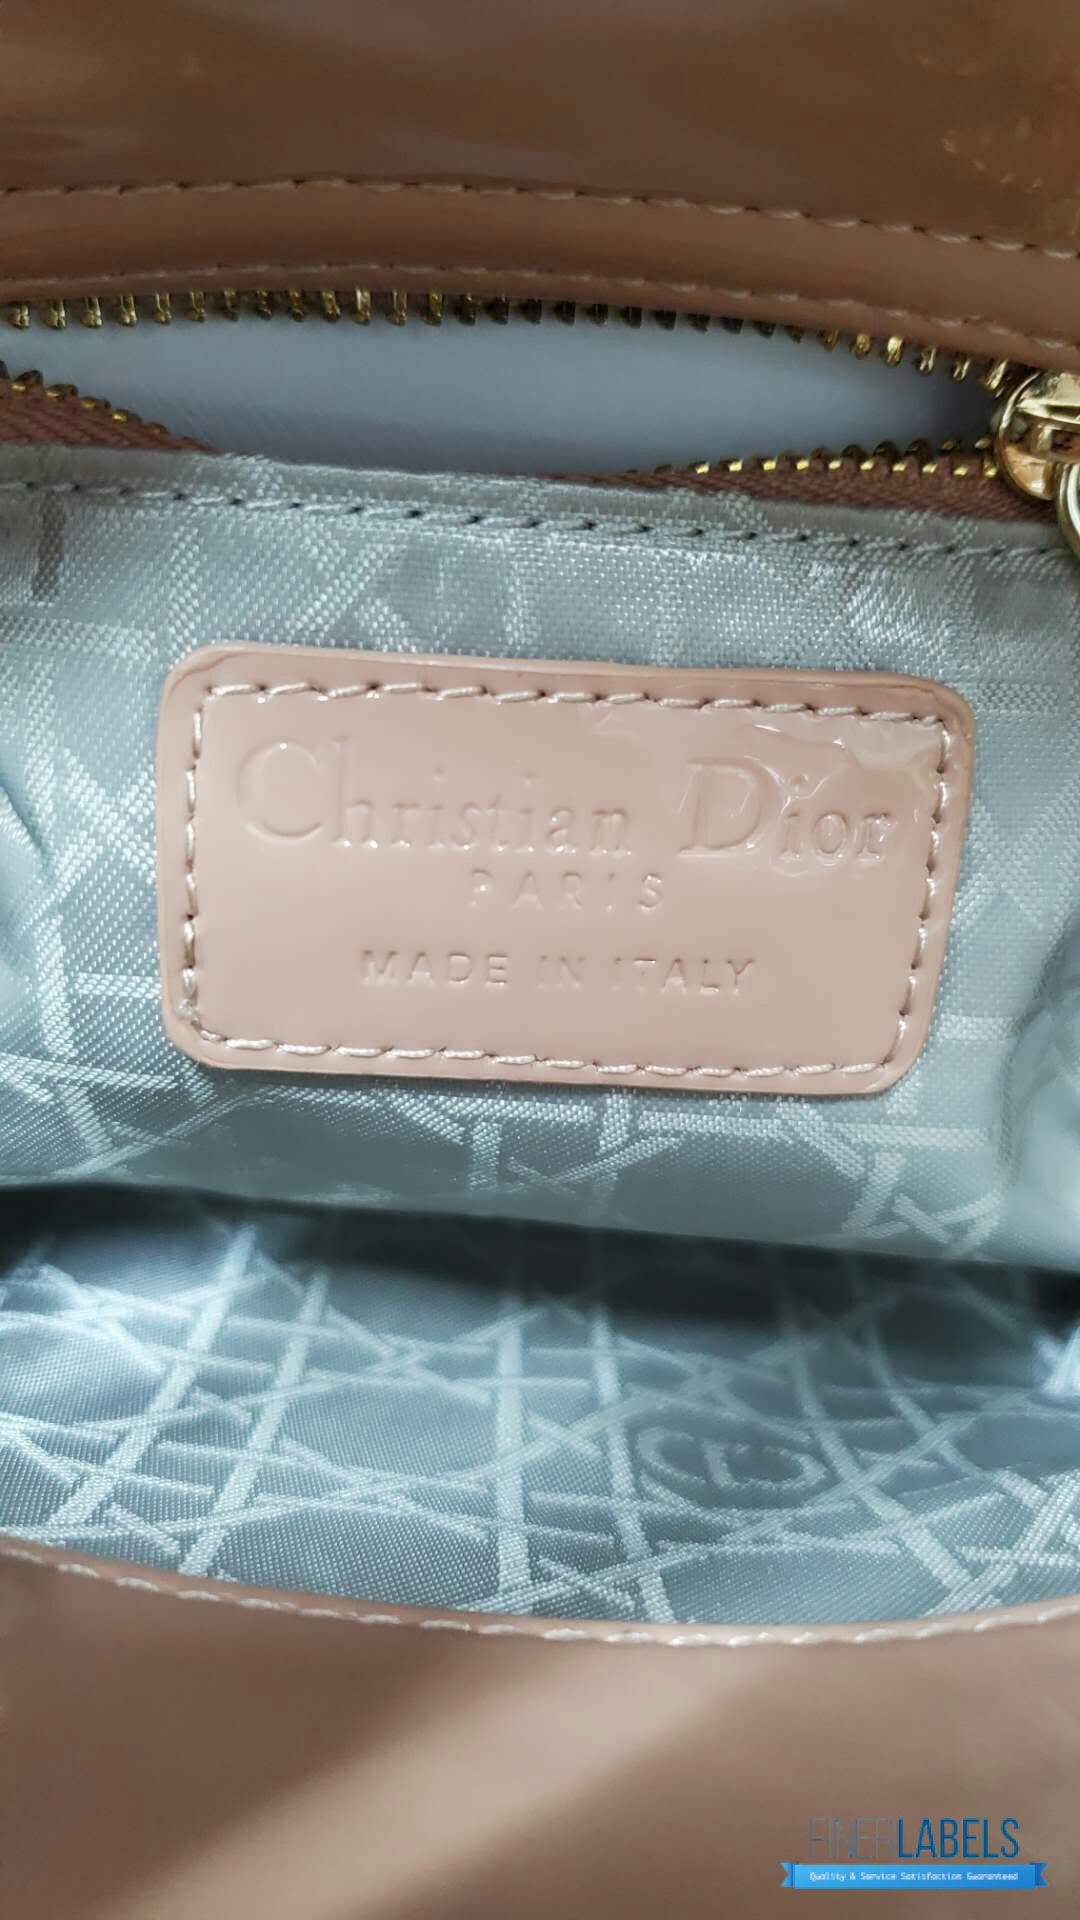 Christian Dior
PARIS
MADE IN ITALY
FINERLABELS
Quality & Service Satisfaction Guaranteed